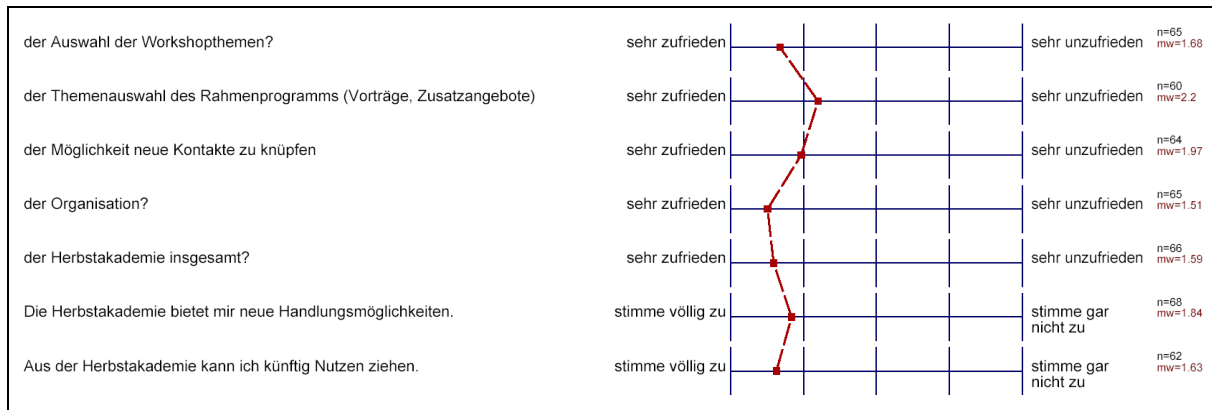 der Auswahl der Workshopthemen? sehr zufrieden sehr unzufrieden n=65
mw=1.68
der Themenauswahl des Rahmenprogramms (Vorträge, Zusatzangebote) sehr zufrieden sehr unzufrieden n=60
mw=2.2
der Möglichkeit neue Kontakte zu knüpfen sehr zufrieden sehr unzufrieden n=64
mw=1.97
der Organisation? sehr zufrieden sehr unzufrieden n=65
mw=1.51
der Herbstakademie insgesamt? sehr zufrieden sehr unzufrieden n=66
mw=1.59
Die Herbstakademie bietet mir neue Handlungsmöglichkeiten. stimme völlig zu stimme gar n=68
nicht zu mw=1.84
Aus der Herbstakademie kann ich künftig Nutzen ziehen. stimme völlig zu stimme gar n=62
nicht zu mw=1.63